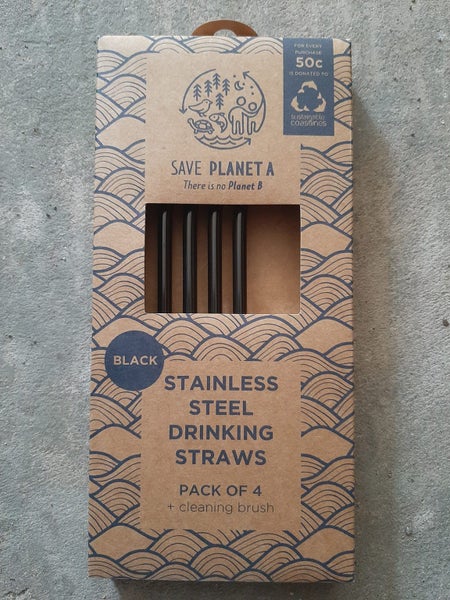 FOR EVERY
PURCHASE
50c
IS DONATED TO
sustainable
coastlines
SAVE PLANET A
There is no Planet B
BLACK
STAINLESS
STEEL
DRINKING
STRAWS
PACK OF 4
+ cleaning brush